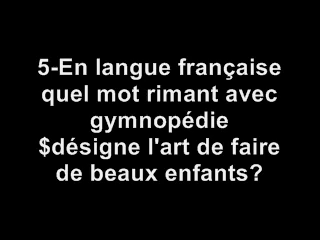 5-En langue française
quel mot rimant avec
gymnopédie
$désigne l'art de faire
de beaux enfants?